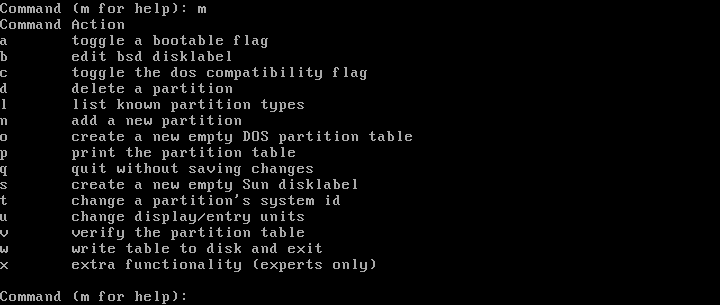 Command (m for help): m
Command Action
a       toggle a bootable flag
b       edit bsd disklabel
c       toggle the dos compatibility flag
d       delete a partition
l       list known partition types
n       add a new partition
o       create a new empty DOS partition table
p       print the partition table
q       quit without saving changes
s       create a new empty Sun disklabel
t       change a partition's system id
u       change display/entry units
v       verify the partition table
w       write table to disk and exit
x       extra functionality (experts only)
Command (m for help):